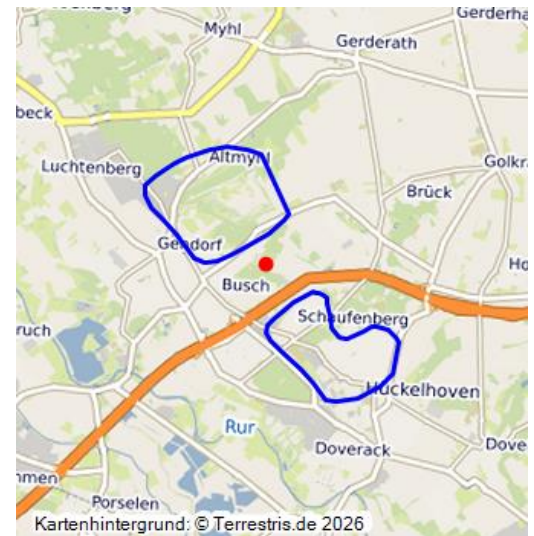 Myhl
Gerderath
Gerderha
beck
Altmyhl
Luchtenberg
Golkra
Brück
Gendorf
Busch
Ho
Schaufenberg
ruch
Huckelhoven
Rur
Doverack
Dove
mmen
Porselen
Kartenhintergrund: © Terrestris.de 2026